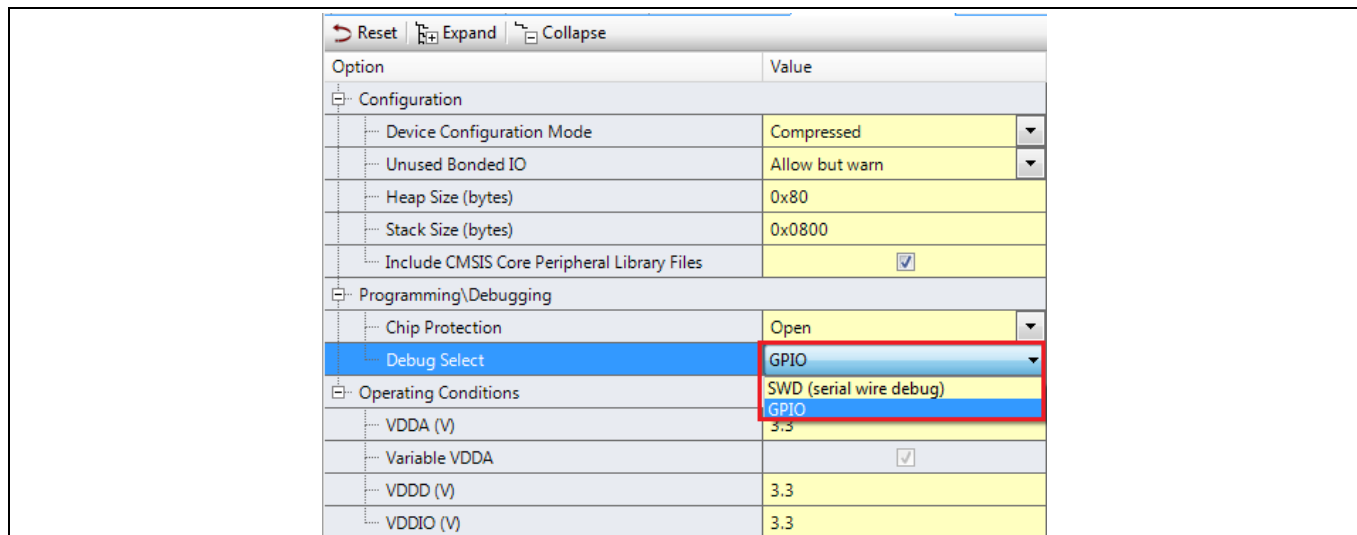 Reset Expand Collapse
Option Value
Configuration
Device Configuration Mode Compressed
Unused Bonded IO Allow but warn
Heap Size (bytes) 0x80
Stack Size (bytes) 0x0800
Include CMSIS Core Peripheral Library Files
Programming\Debugging
Chip Protection Open
Debug Select GPIO
Operating Conditions SWD (serial wire debug)
GPIO
VDDA (V) 3.3
Variable VDDA
VDDD (V) 3.3
VDDIO (V) 3.3